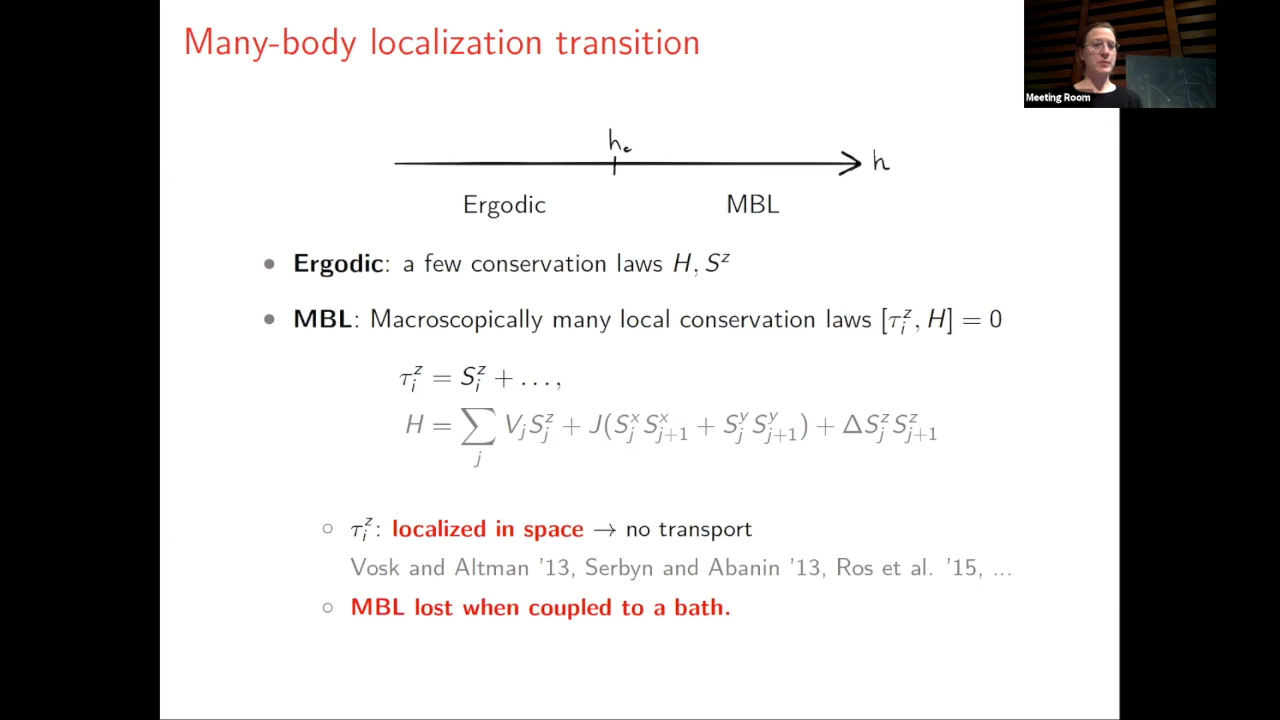 Many-body localization transition
Meeting Room
h_c
h
Ergodic MBL
• Ergodic: a few conservation laws H, S^z
• MBL: Macroscopically many local conservation laws [τ_i^z, H] = 0
τ_i^z = S_i^z + … ,
H = ∑_j V_j S_j^z + J(S_j^x S_{j+1}^x + S_j^y S_{j+1}^y) + Δ S_j^z S_{j+1}^z
○ τ_i^z: localized in space → no transport
Vosk and Altman '13, Serbyn and Abanin '13, Ros et al. '15, ...
○ MBL lost when coupled to a bath.